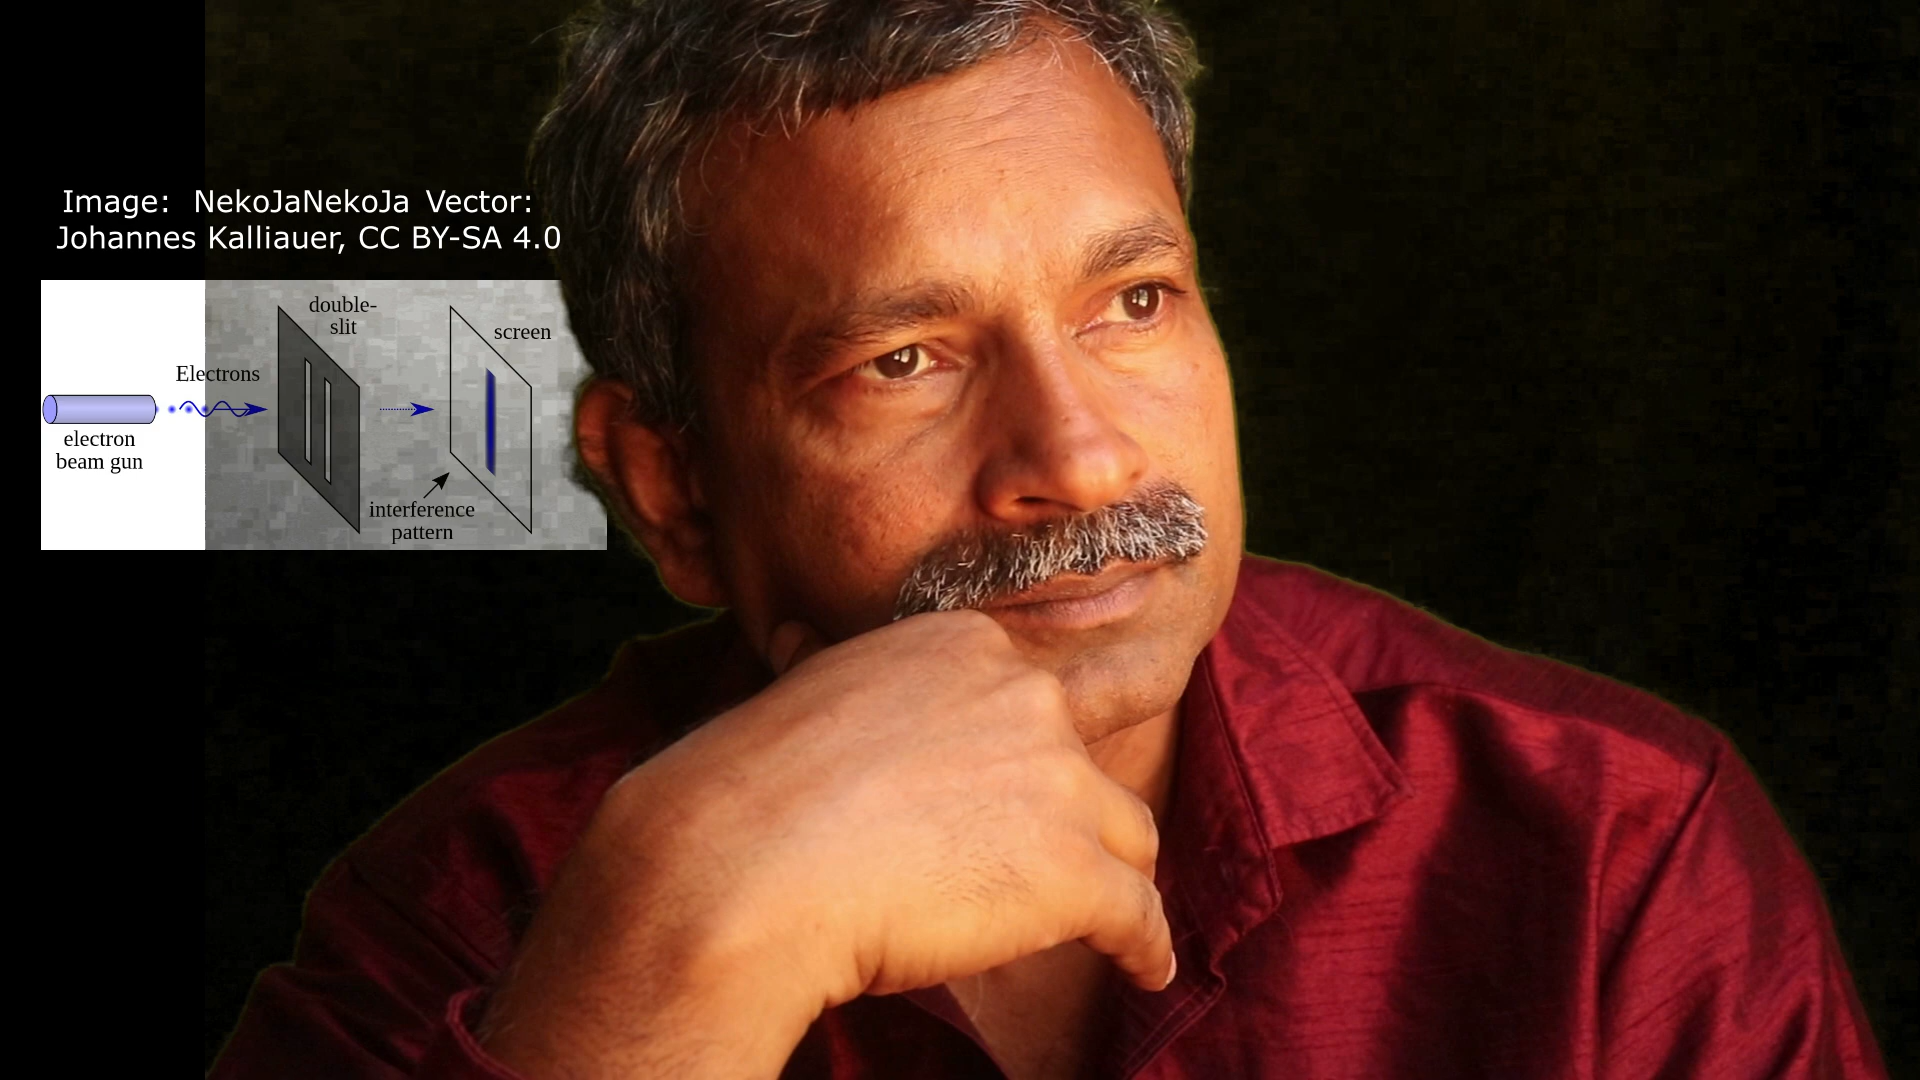 Image: NekoJaNekoJa Vector:
Johannes Kalliauer, CC BY-SA 4.0
double-
slit
screen
Electrons
electron
beam gun
interference
pattern